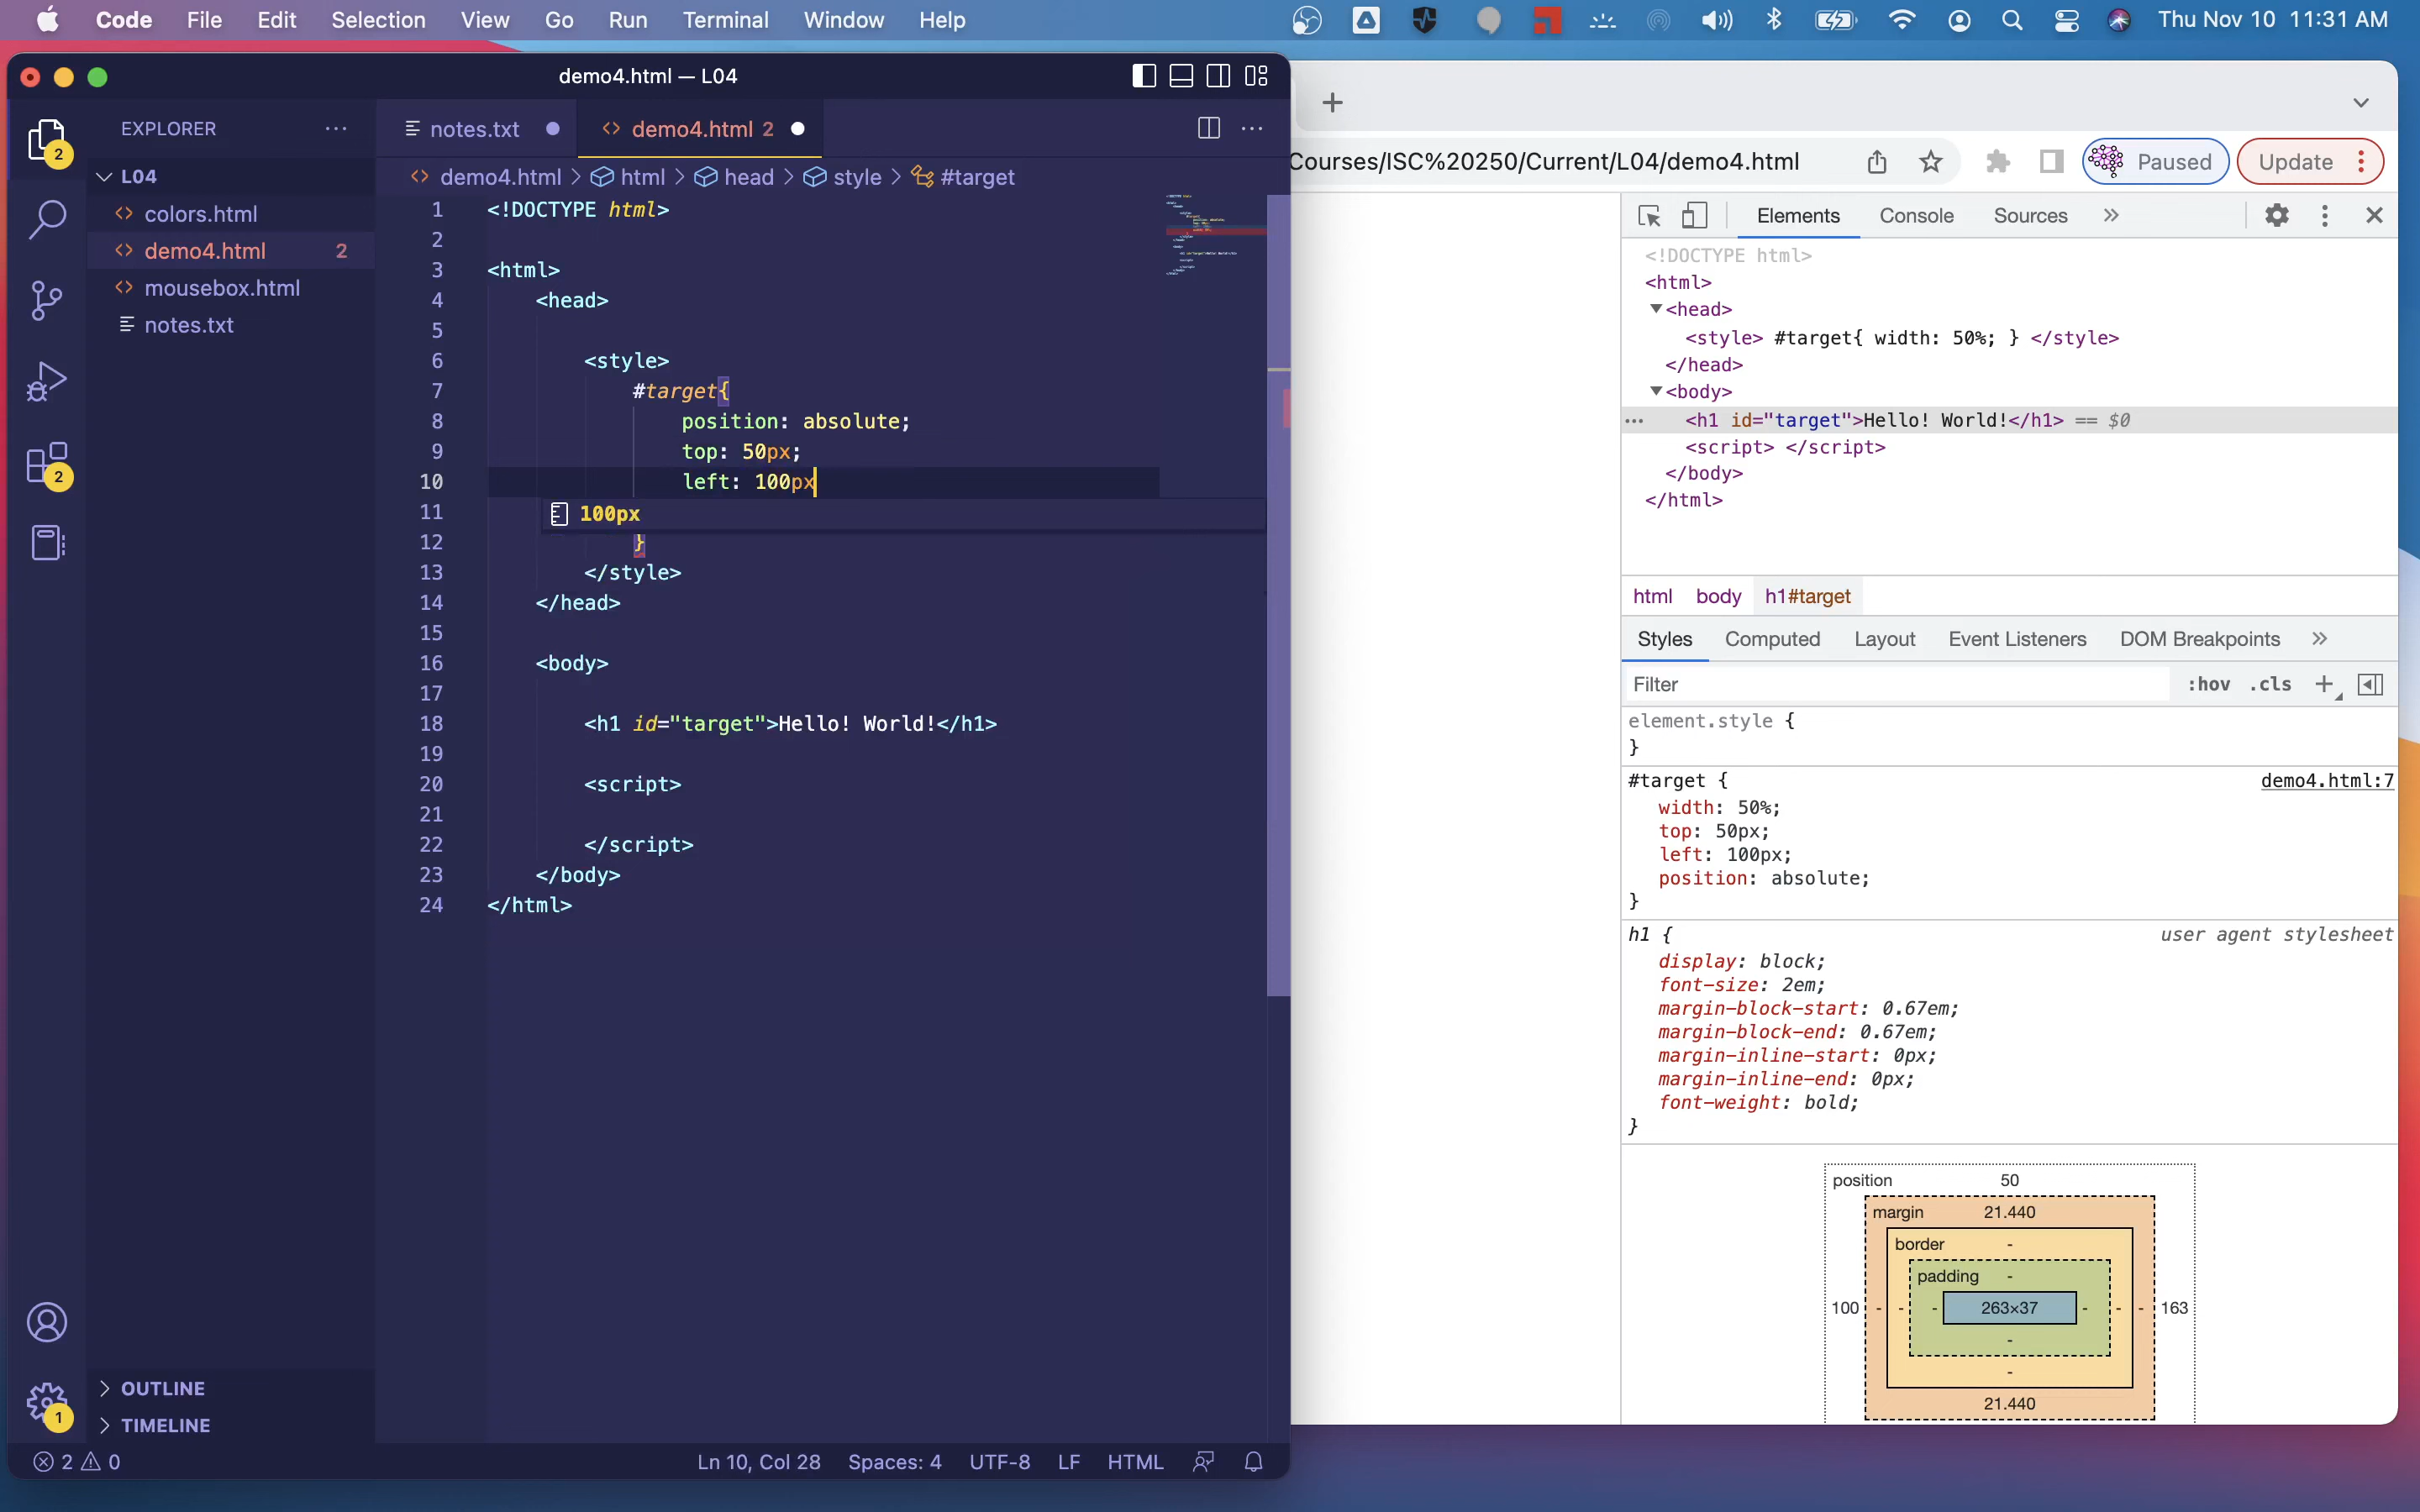 Code File Edit Selection View Go Run Terminal Window Help Thu Nov 10 11:31 AM
demo4.html — L04
EXPLORER
L04
colors.html
demo4.html 2
mousebox.html
notes.txt
OUTLINE
TIMELINE
2
2
1
notes.txt demo4.html 2
demo4.html > html > head > style > #target
1 <!DOCTYPE html>
2
3 <html>
4 <head>
5
6 <style>
7 #target{
8 position: absolute;
9 top: 50px;
10 left: 100px
11 100px
12 }
13 </style>
14 </head>
15
16 <body>
17
18 <h1 id="target">Hello! World!</h1>
19
20 <script>
21
22 </script>
23 </body>
24 </html>
2 0 Ln 10, Col 28 Spaces: 4 UTF-8 LF HTML
Courses/ISC%20250/Current/L04/demo4.html Paused Update
Elements Console Sources
<!DOCTYPE html>
<html>
<head>
<style> #target{ width: 50%; } </style>
</head>
<body>
<h1 id="target">Hello! World!</h1> == $0
<script> </script>
</body>
</html>
html body h1#target
Styles Computed Layout Event Listeners DOM Breakpoints
Filter :hov .cls
element.style {
}
#target { demo4.html:7
width: 50%;
top: 50px;
left: 100px;
position: absolute;
}
h1 { user agent stylesheet
display: block;
font-size: 2em;
margin-block-start: 0.67em;
margin-block-end: 0.67em;
margin-inline-start: 0px;
margin-inline-end: 0px;
font-weight: bold;
}
position 50
margin 21.440
border -
padding -
100 - - - 263×37 - - - 163
-
-
21.440